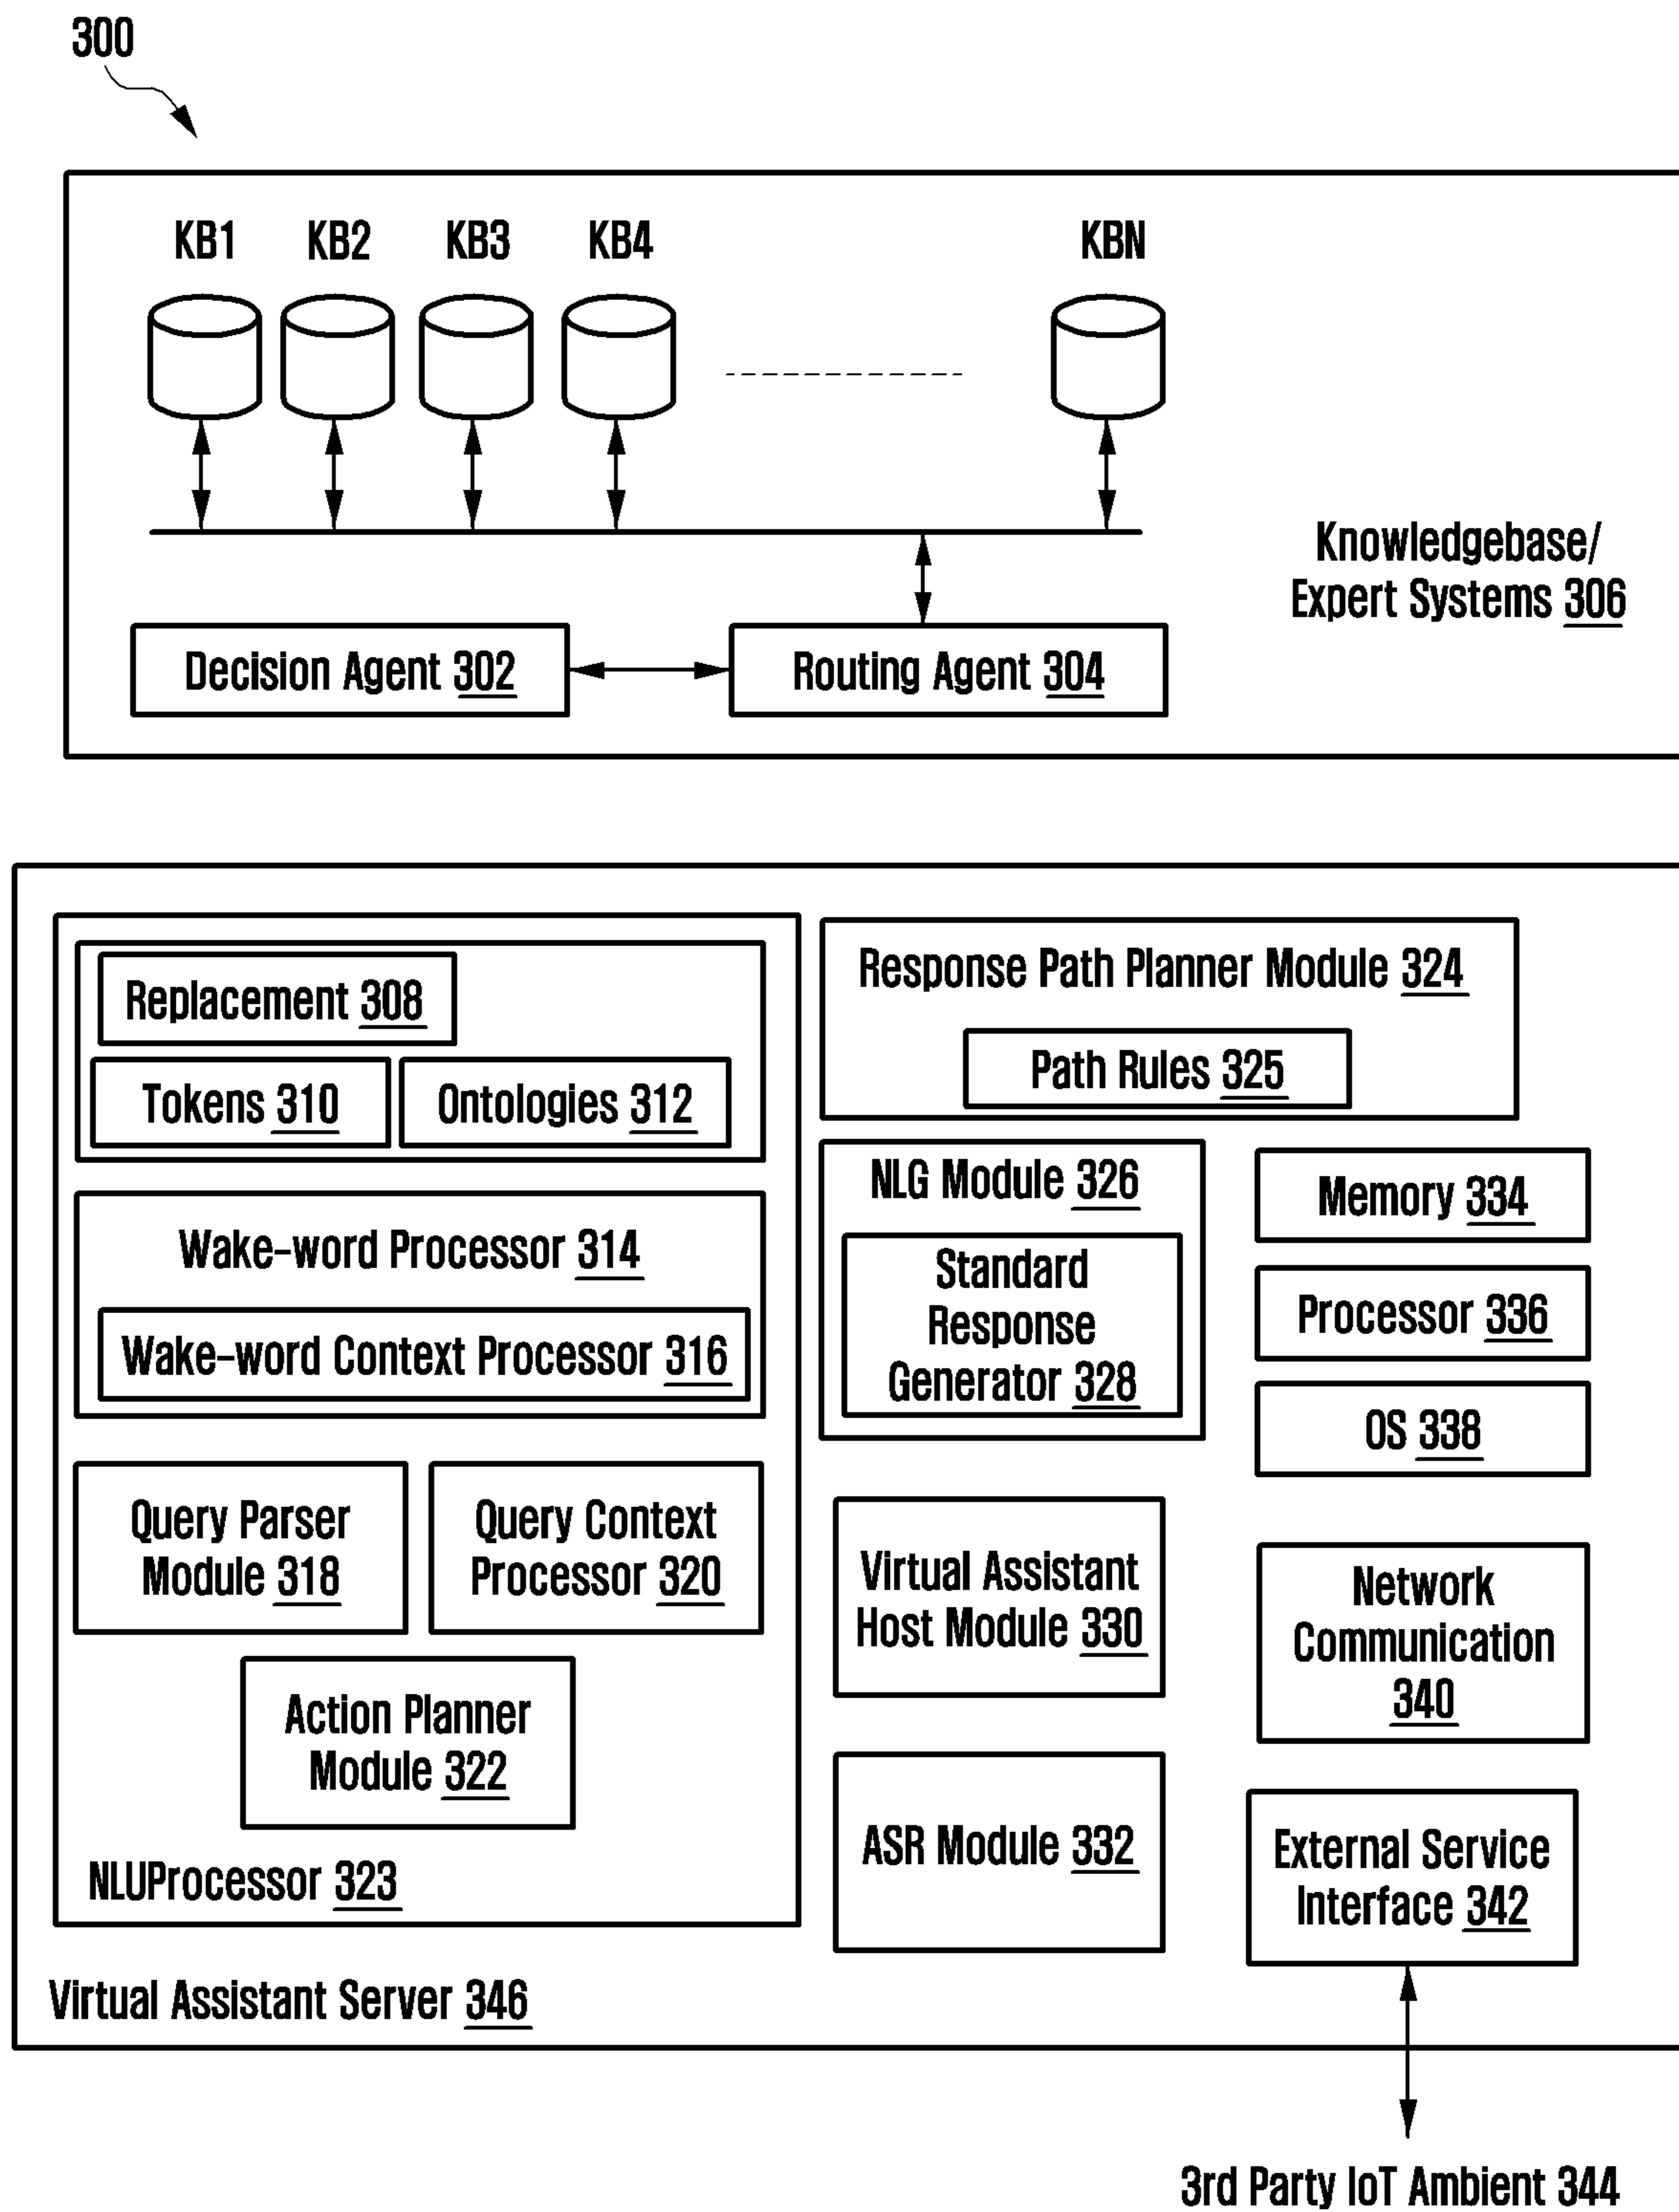 300
KB1 KB2 KB3 KB4 KBN
Knowledgebase/
Expert Systems 306
Decision Agent 302
Routing Agent 304
Replacement 308
Tokens 310
Ontologies 312
Wake-word Processor 314
Wake-word Context Processor 316
Query Parser
Module 318
Query Context
Processor 320
Action Planner
Module 322
NLUProcessor 323
Response Path Planner Module 324
Path Rules 325
NLG Module 326
Standard
Response
Generator 328
Virtual Assistant
Host Module 330
ASR Module 332
Memory 334
Processor 336
OS 338
Network
Communication
340
External Service
Interface 342
Virtual Assistant Server 346
3rd Party IoT Ambient 344